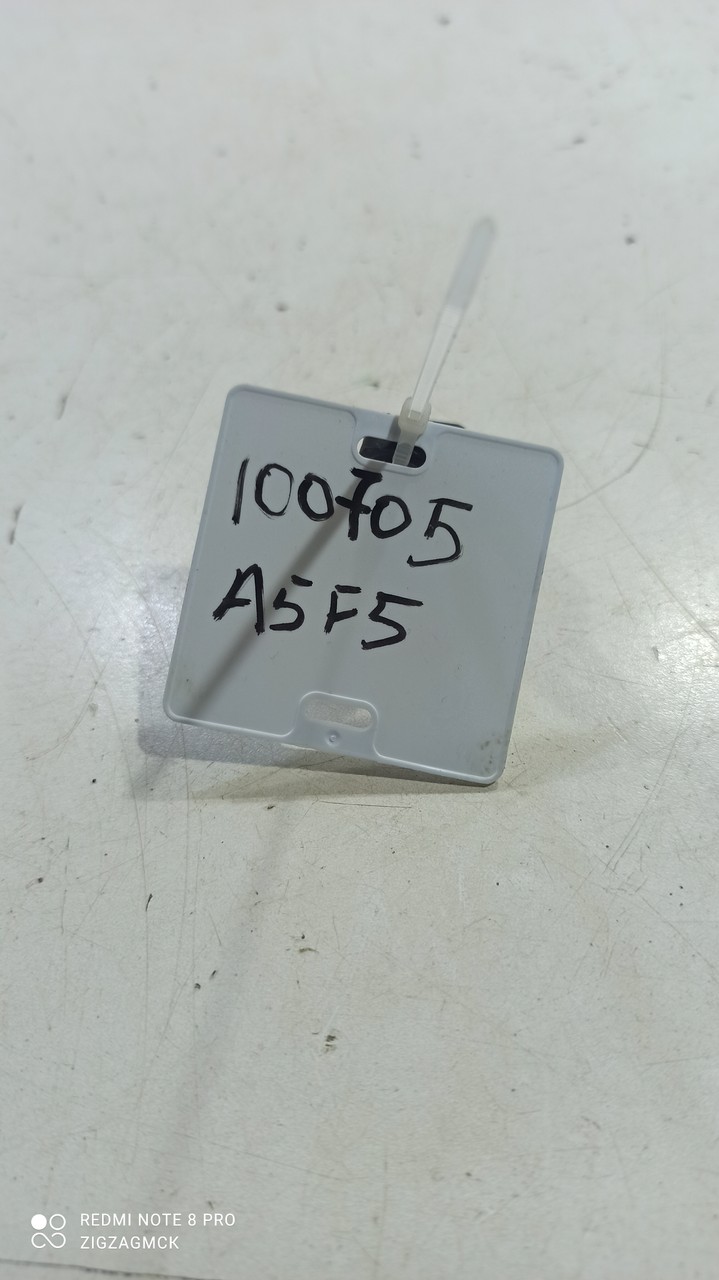 100705
A5F5
REDMI NOTE 8 PRO
ZIGZAGMCK